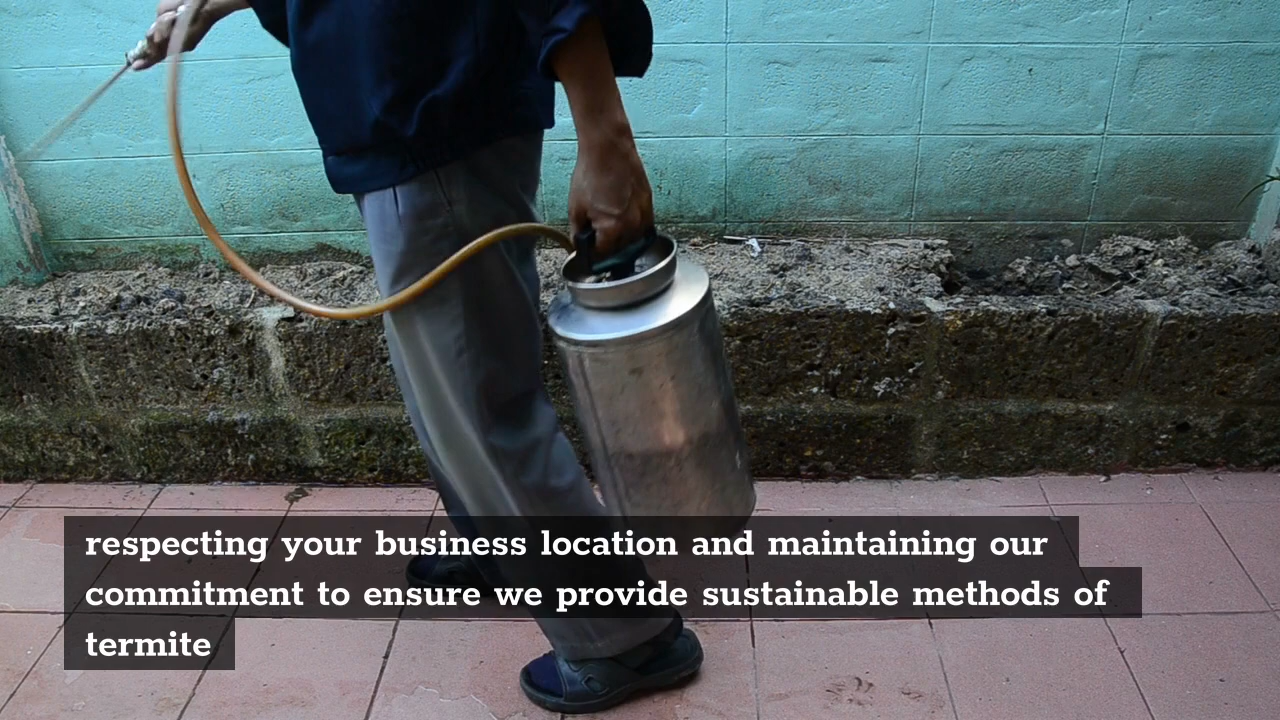 respecting your business location and maintaining our
commitment to ensure we provide sustainable methods of
termite